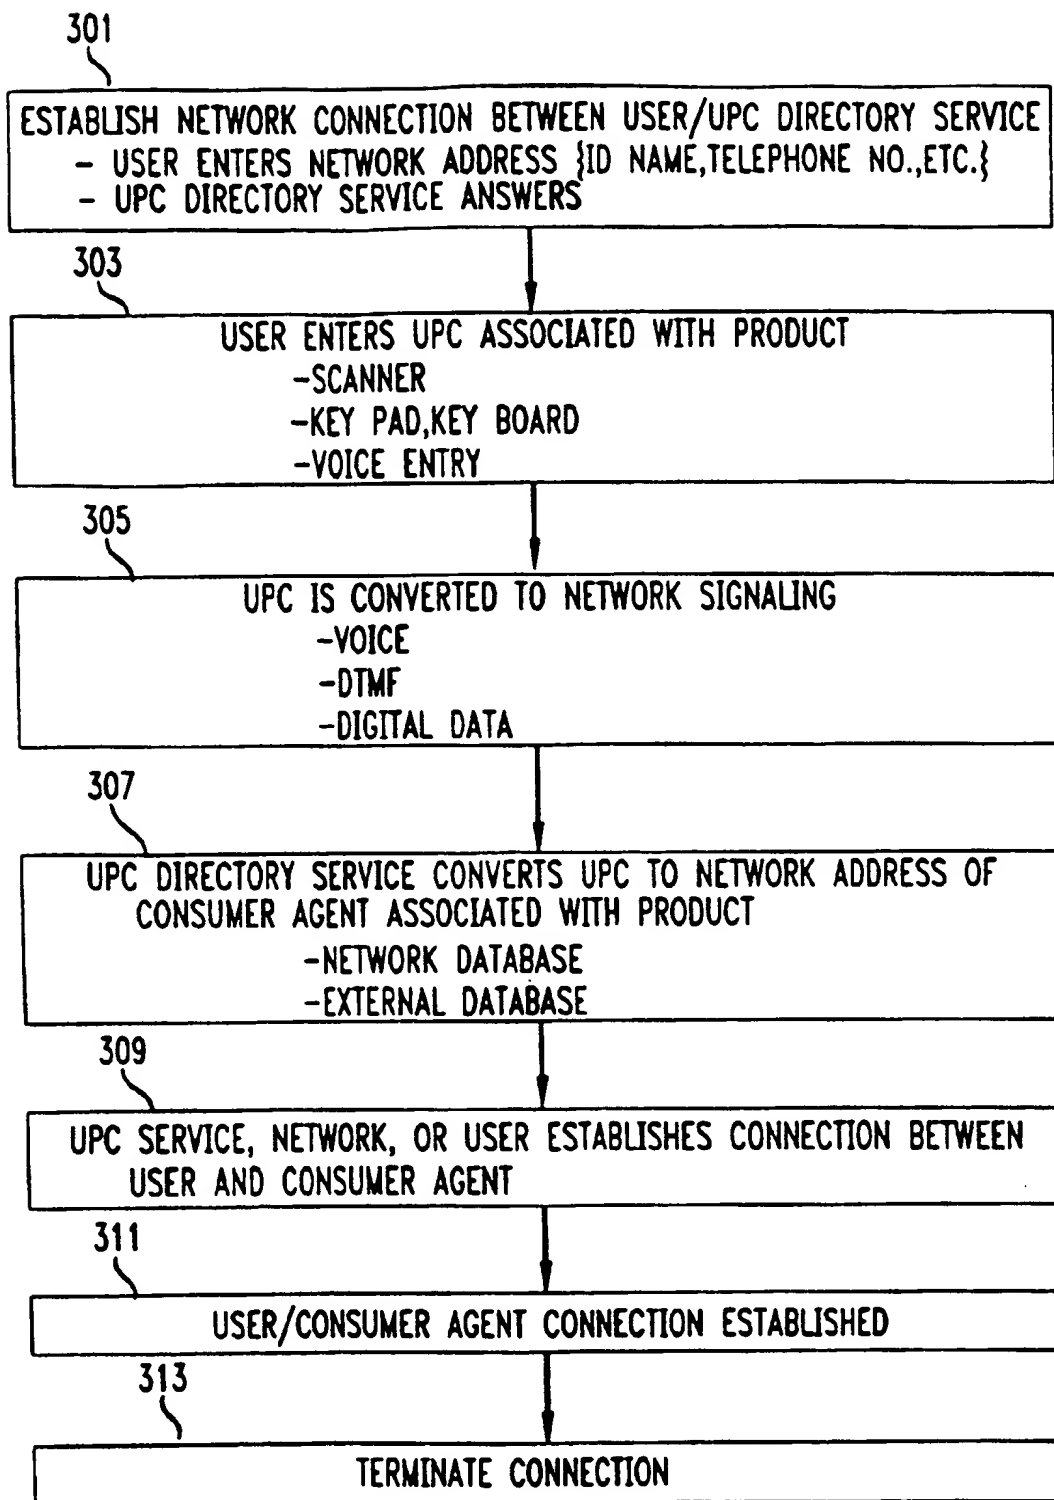 301
ESTABLISH NETWORK CONNECTION BETWEEN USER/UPC DIRECTORY SERVICE
- USER ENTERS NETWORK ADDRESS {ID NAME,TELEPHONE NO.,ETC.}
- UPC DIRECTORY SERVICE ANSWERS
303
USER ENTERS UPC ASSOCIATED WITH PRODUCT
-SCANNER
-KEY PAD,KEY BOARD
-VOICE ENTRY
305
UPC IS CONVERTED TO NETWORK SIGNALING
-VOICE
-DTMF
-DIGITAL DATA
307
UPC DIRECTORY SERVICE CONVERTS UPC TO NETWORK ADDRESS OF
CONSUMER AGENT ASSOCIATED WITH PRODUCT
-NETWORK DATABASE
-EXTERNAL DATABASE
309
UPC SERVICE, NETWORK, OR USER ESTABLISHES CONNECTION BETWEEN
USER AND CONSUMER AGENT
311
USER/CONSUMER AGENT CONNECTION ESTABLISHED
313
TERMINATE CONNECTION